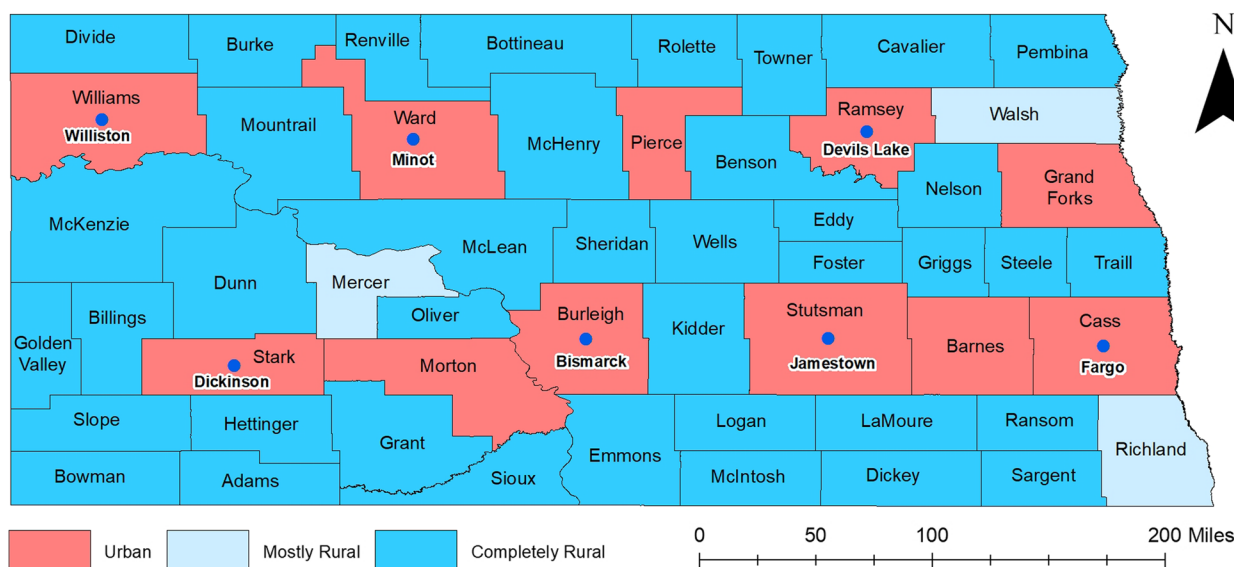 N
Divide
Burke
Renville
Bottineau
Rolette
Towner
Cavalier
Pembina
Williams
Williston
Mountrail
Ward
Minot
McHenry
Pierce
Benson
Ramsey
Devils Lake
Walsh
Nelson
Grand
Forks
McKenzie
Dunn
Mercer
McLean
Sheridan
Wells
Eddy
Foster
Griggs
Steele
Traill
Golden
Valley
Billings
Oliver
Burleigh
Bismarck
Kidder
Stutsman
Jamestown
Barnes
Cass
Fargo
Stark
Dickinson
Morton
Slope
Hettinger
Grant
Emmons
Logan
LaMoure
Ransom
Richland
Bowman
Adams
Sioux
McIntosh
Dickey
Sargent
Urban
Mostly Rural
Completely Rural
0 50 100 200 Miles